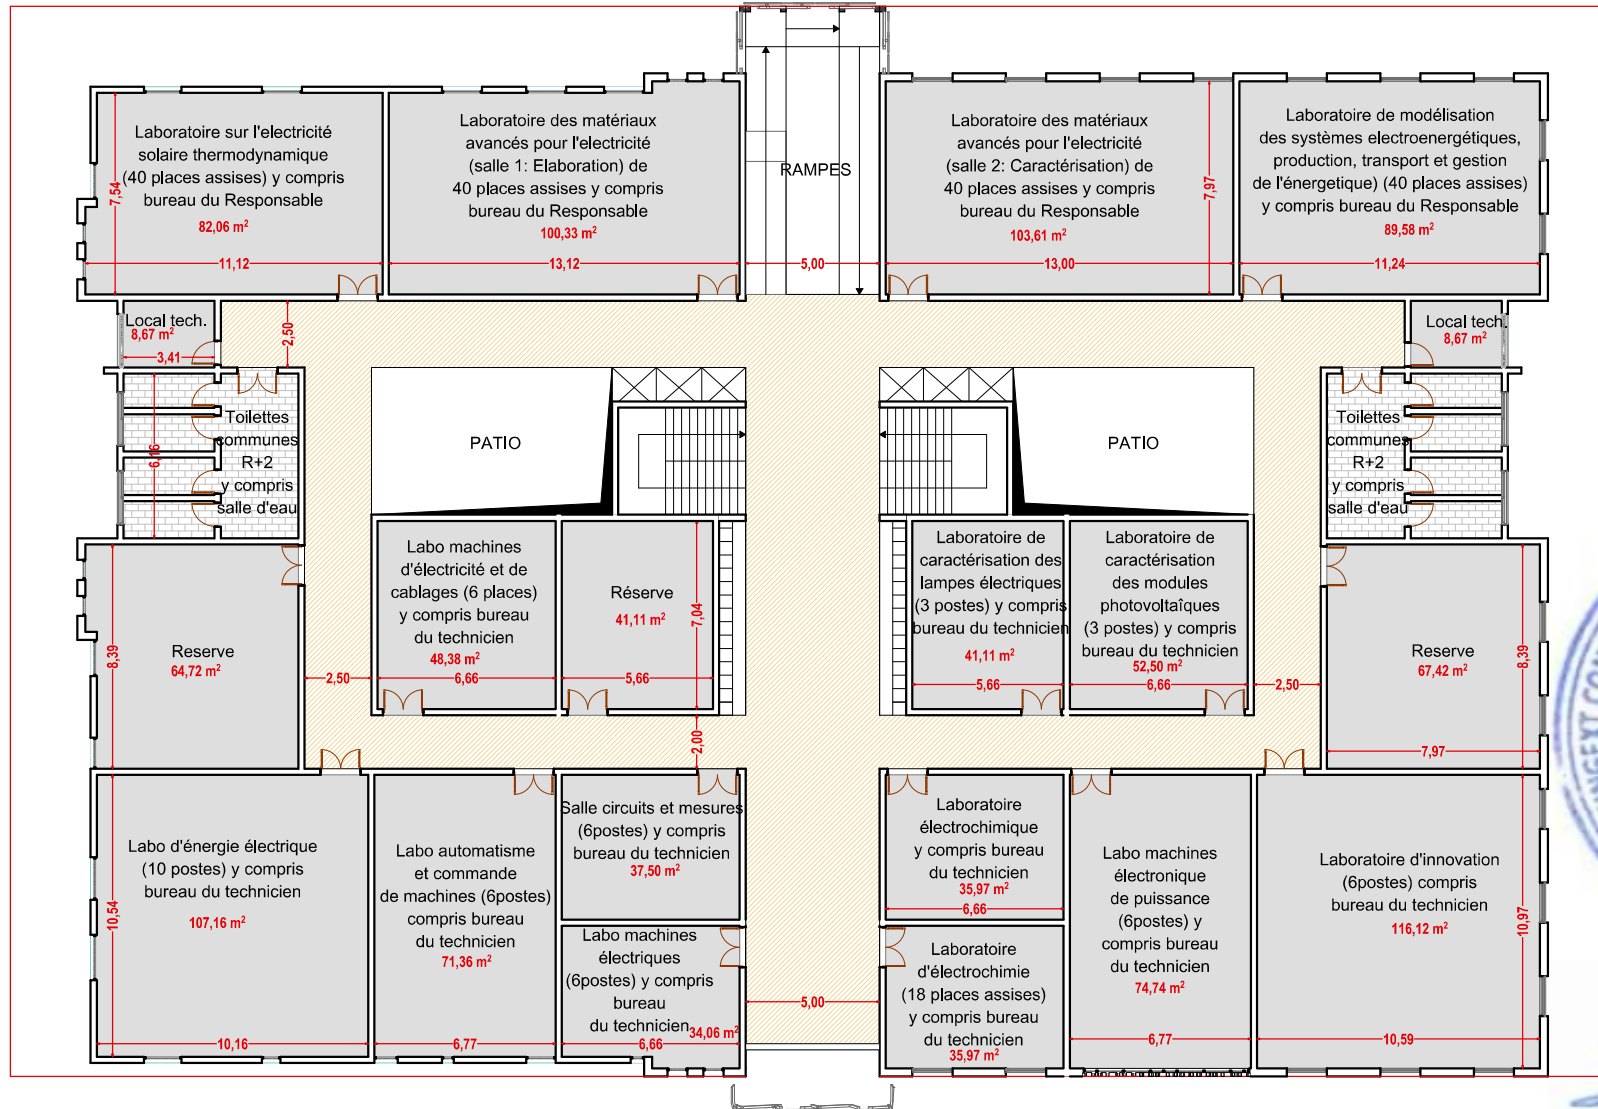 Laboratoire sur l'electricité
solaire thermodynamique
(40 places assises) y compris
bureau du Responsable
82,06 m²
7,54
11,12
Laboratoire des matériaux
avancés pour l'electricité
(salle 1: Elaboration) de
40 places assises y compris
bureau du Responsable
100,33 m²
13,12
RAMPES
5,00
Laboratoire des matériaux
avancés pour l'electricité
(salle 2: Caractérisation) de
40 places assises y compris
bureau du Responsable
103,61 m²
7,97
13,00
Laboratoire de modélisation
des systèmes electroenergétiques,
production, transport et gestion
de l'énergetique) (40 places assises)
y compris bureau du Responsable
89,58 m²
11,24
Local tech.
8,67 m²
3,41
2,50
Local tech.
8,67 m²
Toilettes
communes
R+2
y compris
salle d'eau
6,16
PATIO
PATIO
Toilettes
communes
R+2
y compris
salle d'eau
Reserve
64,72 m²
8,39
2,50
Labo machines
d'électricité et de
cablages (6 places)
y compris bureau
du technicien
48,38 m²
6,66
Réserve
41,11 m²
7,04
5,66
2,00
Laboratoire de
caractérisation des
lampes électriques
(3 postes) y compris
bureau du technicien
41,11 m²
5,66
Laboratoire de
caractérisation
des modules
photovoltaîques
(3 postes) y compris
bureau du technicien
52,50 m²
6,66
2,50
Reserve
67,42 m²
8,39
7,97
Labo d'énergie électrique
(10 postes) y compris
bureau du technicien
107,16 m²
10,54
10,16
Labo automatisme
et commande
de machines (6postes)
compris bureau
du technicien
71,36 m²
6,77
Salle circuits et mesures
(6postes) y compris
bureau du technicien
37,50 m²
Labo machines
électriques
(6postes) y compris
bureau
du technicien
34,06 m²
6,66
5,00
Laboratoire
électrochimique
y compris bureau
du technicien
35,97 m²
6,66
Laboratoire
d'électrochimie
(18 places assises)
y compris bureau
du technicien
35,97 m²
Labo machines
électronique
de puissance
(6postes) y
compris bureau
du technicien
74,74 m²
6,77
Laboratoire d'innovation
(6postes) compris
bureau du technicien
116,12 m²
10,97
10,59